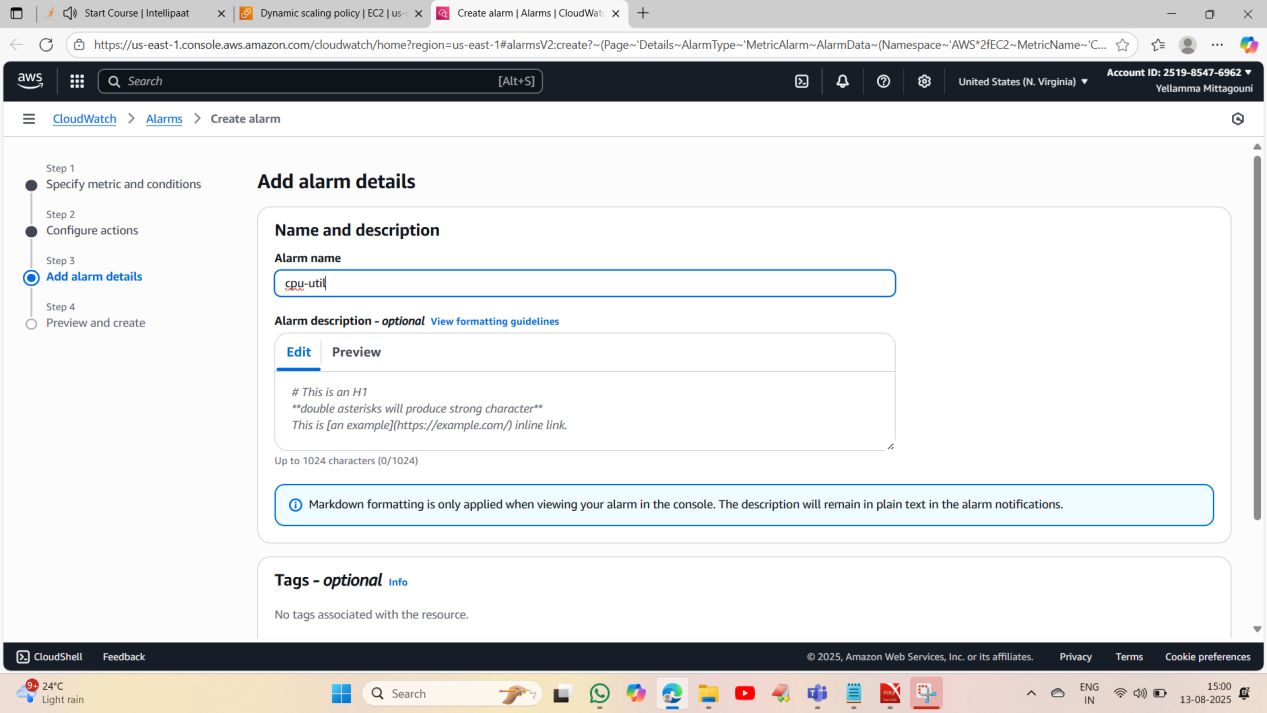 Start Course | Intellipaat
Dynamic scaling policy | EC2 | us-
Create alarm | Alarms | CloudWat
https://us-east-1.console.aws.amazon.com/cloudwatch/home?region=us-east-1#alarmsV2:create?~(Page~'Details~AlarmType~'MetricAlarm~AlarmData~(Namespace~'AWS*2fEC2~MetricName~'C...
aws
Search
[Alt+S]
United States (N. Virginia)
Account ID: 2519-8547-6962
Yellamma Mittagouni
CloudWatch
Alarms
Create alarm
Step 1
Specify metric and conditions
Step 2
Configure actions
Step 3
Add alarm details
Step 4
Preview and create
Add alarm details
Name and description
Alarm name
cpu-util
Alarm description - optional View formatting guidelines
Edit
Preview
# This is an H1
**double asterisks will produce strong character**
This is [an example](https://example.com/) inline link.
Up to 1024 characters (0/1024)
Markdown formatting is only applied when viewing your alarm in the console. The description will remain in plain text in the alarm notifications.
Tags - optional Info
No tags associated with the resource.
CloudShell
Feedback
© 2025, Amazon Web Services, Inc. or its affiliates.
Privacy
Terms
Cookie preferences
9+
24°C
Light rain
Search
PDF
ENG
IN
15:00
13-08-2025